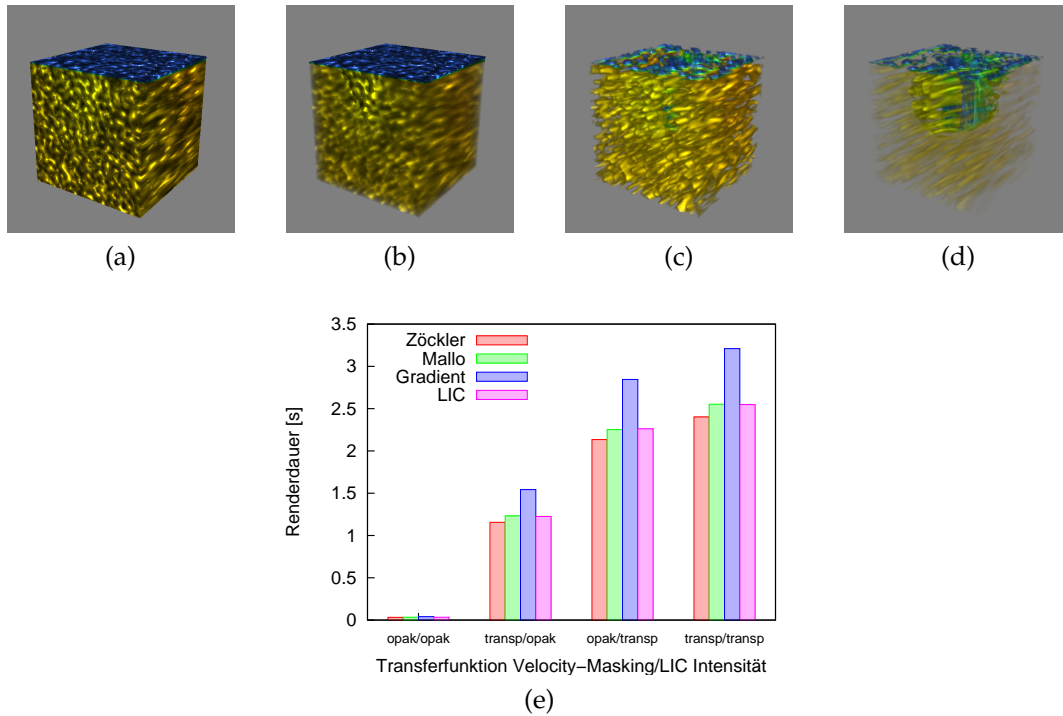 (a) (b) (c) (d)
3.5
3
2.5
2
1.5
1
0.5
0
Renderdauer [s]
Zöckler
Mallo
Gradient
LIC
opak/opak transp/opak opak/transp transp/transp
Transferfunktion Velocity−Masking/LIC Intensität
(e)